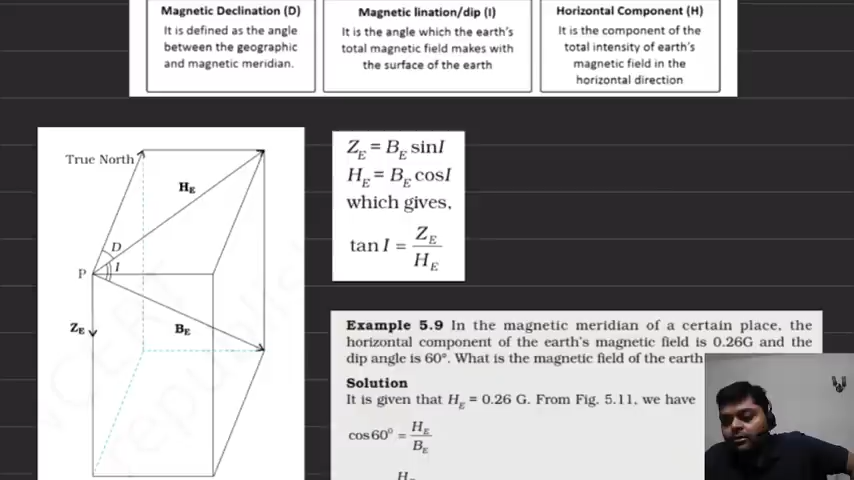 Magnetic Declination (D)
It is defined as the angle
between the geographic
and magnetic meridian.
Magnetic lination/dip (I)
It is the angle which the earth's
total magnetic field makes with
the surface of the earth
Horizontal Component (H)
It is the component of the
total intensity of earth's
magnetic field in the
horizontal direction
True North
H_E
D
P
I
Z_E
B_E
Z_E = B_E sinI
H_E = B_E cosI
which gives,
tan I = Z_E / H_E
Example 5.9 In the magnetic meridian of a certain place, the
horizontal component of the earth's magnetic field is 0.26G and the
dip angle is 60°. What is the magnetic field of the earth
Solution
It is given that H_E = 0.26 G. From Fig. 5.11, we have
cos60° = H_E / B_E
H